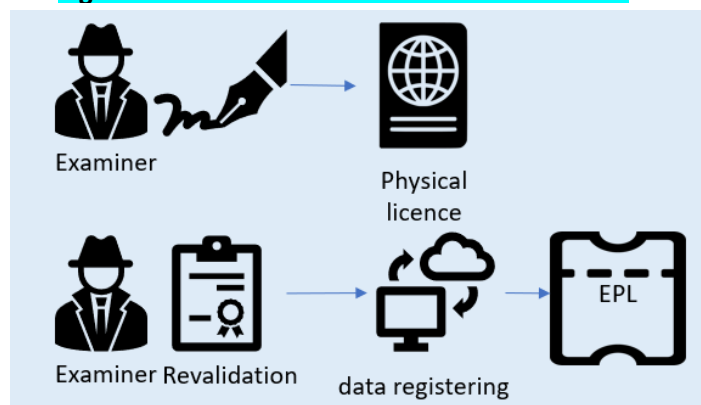 Examiner
Physical
licence
EPL
Examiner Revalidation
data registering